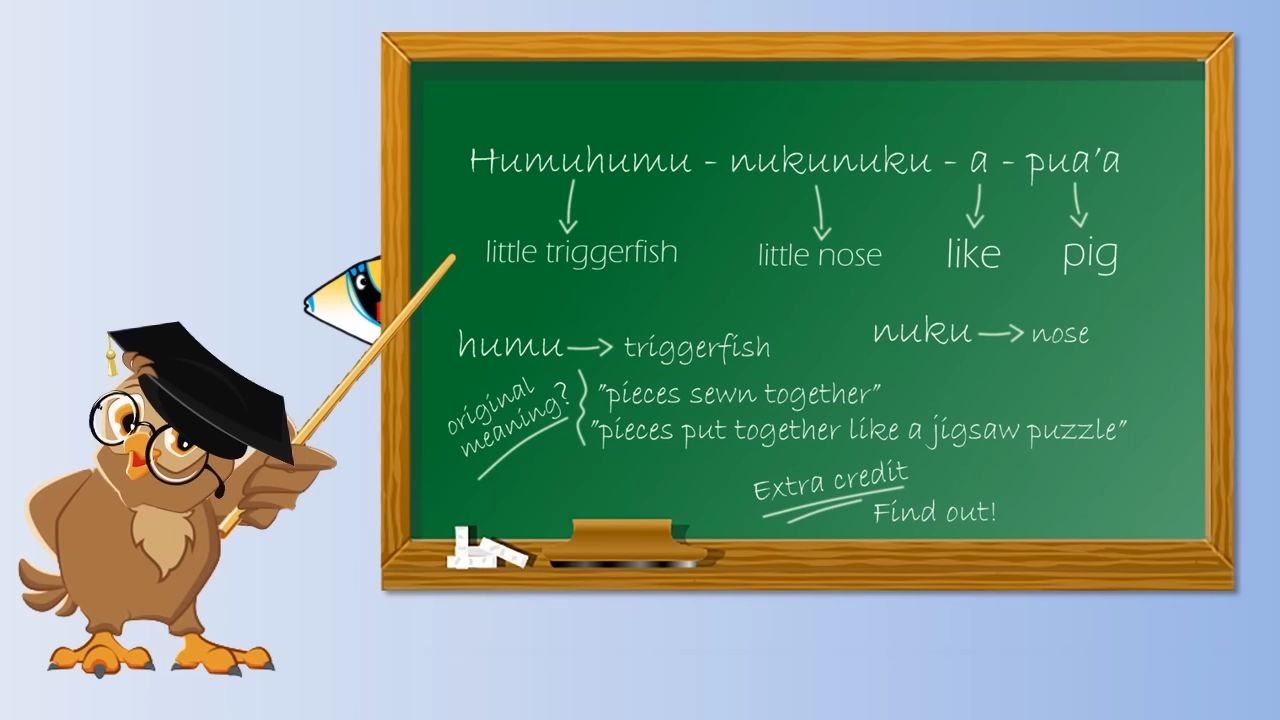 Humuhumu - nukunuku - a - pua'a
little triggerfish little nose like pig
humu → triggerfish
nuku → nose
original meaning?
"pieces sewn together"
"pieces put together like a jigsaw puzzle"
Extra credit
Find out!